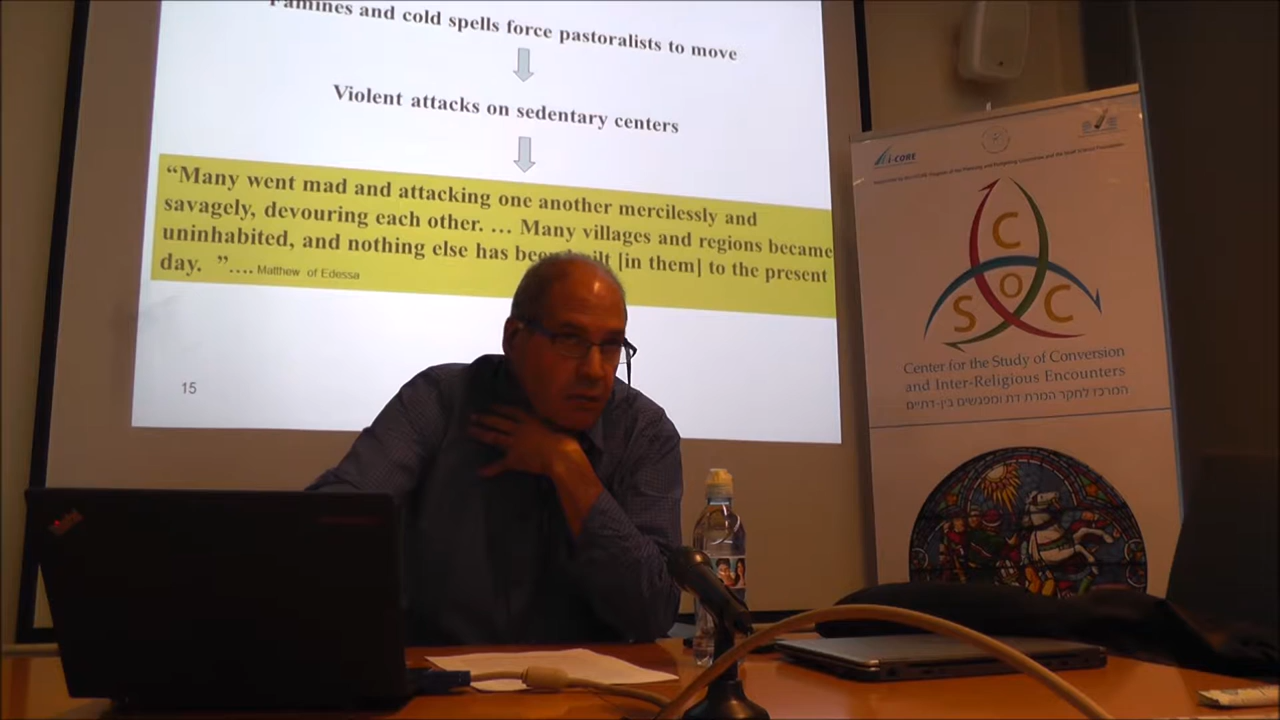 Famines and cold spells force pastoralists to move
Violent attacks on sedentary centers
“Many went mad and attacking one another mercilessly and
savagely, devouring each other. … Many villages and regions became
uninhabited, and nothing else has been built [in them] to the present
day. ”…. Matthew of Edessa
15
i-CORE
C
S O C
Center for the Study of Conversion
and Inter-Religious Encounters
המרכז לחקר המרת דת ומפגשים בין-דתיים